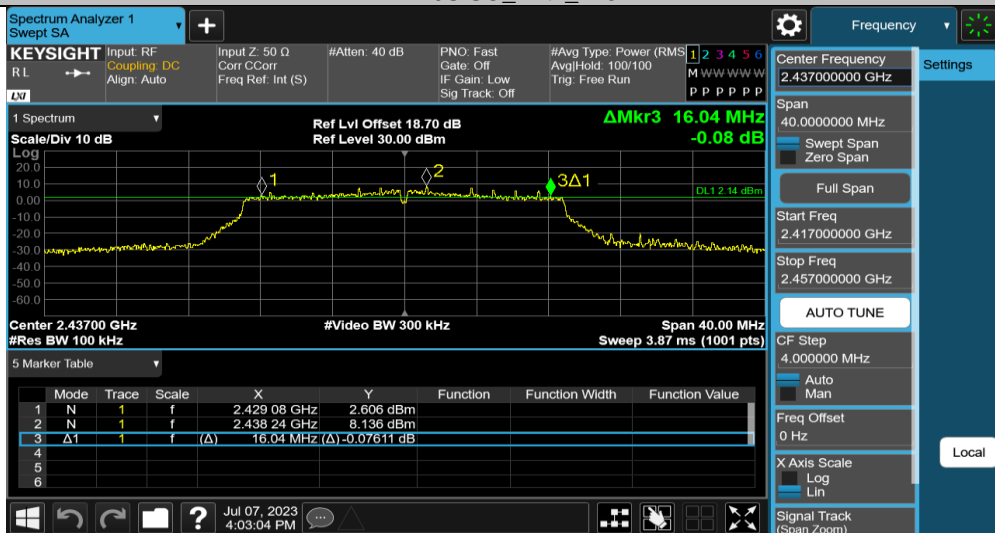 Spectrum Analyzer 1
Swept SA
Frequency
KEYSIGHT
RL
LXI
Input: RF
Coupling: DC
Align: Auto
Input Z: 50 Ω
Corr CCorr
Freq Ref: Int (S)
#Atten: 40 dB
PNO: Fast
Gate: Off
IF Gain: Low
Sig Track: Off
#Avg Type: Power (RMS
Avg|Hold: 100/100
Trig: Free Run
1 2 3 4 5 6
M W W W W W
P P P P P P
1 Spectrum
Scale/Div 10 dB
Ref Lvl Offset 18.70 dB
Ref Level 30.00 dBm
ΔMkr3 16.04 MHz
-0.08 dB
Log
20.0
10.0
0.00
-10.0
-20.0
-30.0
-40.0
-50.0
-60.0
1
2
3Δ1
DL1 2.14 dBm
Center 2.43700 GHz
#Res BW 100 kHz
#Video BW 300 kHz
Span 40.00 MHz
Sweep 3.87 ms (1001 pts)
5 Marker Table
Mode Trace Scale X Y Function Function Width Function Value
1 N 1 f 2.429 08 GHz 2.606 dBm
2 N 1 f 2.438 24 GHz 8.136 dBm
3 Δ1 1 f (Δ) 16.04 MHz (Δ) -0.07611 dB
4
5
6
?
Jul 07, 2023
4:03:04 PM
Center Frequency
2.437000000 GHz
Span
40.0000000 MHz
Swept Span
Zero Span
Full Span
Start Freq
2.417000000 GHz
Stop Freq
2.457000000 GHz
AUTO TUNE
CF Step
4.000000 MHz
Auto
Man
Freq Offset
0 Hz
X Axis Scale
Log
Lin
Signal Track
(Span Zoom)
Settings
Local